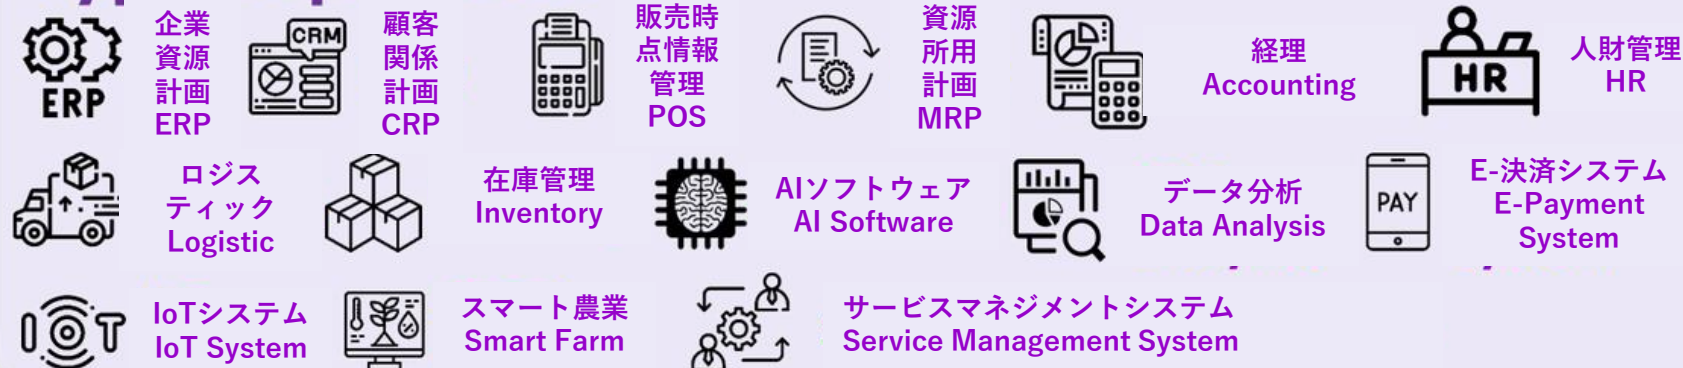 ERP
企業
資源
計画
ERP
CRM
顧客
関係
計画
CRP
販売時
点情報
管理
POS
資源
所用
計画
MRP
経理
Accounting
HR
人財管理
HR
ロジス
ティック
Logistic
在庫管理
Inventory
AIソフトウェア
AI Software
データ分析
Data Analysis
PAY
E-決済システム
E-Payment
System
IOT
IoTシステム
IoT System
スマート農業
Smart Farm
サービスマネジメントシステム
Service Management System